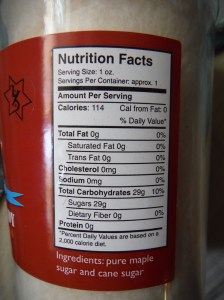 Nutrition Facts
Serving Size: 1 oz.
Servings Per Container: approx. 1
Amount Per Serving
Calories: 114 Cal from Fat: 0
% Daily Value*
Total Fat 0g 0%
Saturated Fat 0g 0%
Trans Fat 0g 0%
Cholesterol 0mg 0%
Sodium 0mg 0%
Total Carbohydrates 29g 10%
Sugars 29g
Dietary Fiber 0g 0%
Protein 0g
*Percent Daily Values are based on a
2,000 calorie diet.
Ingredients: pure maple
sugar and cane sugar